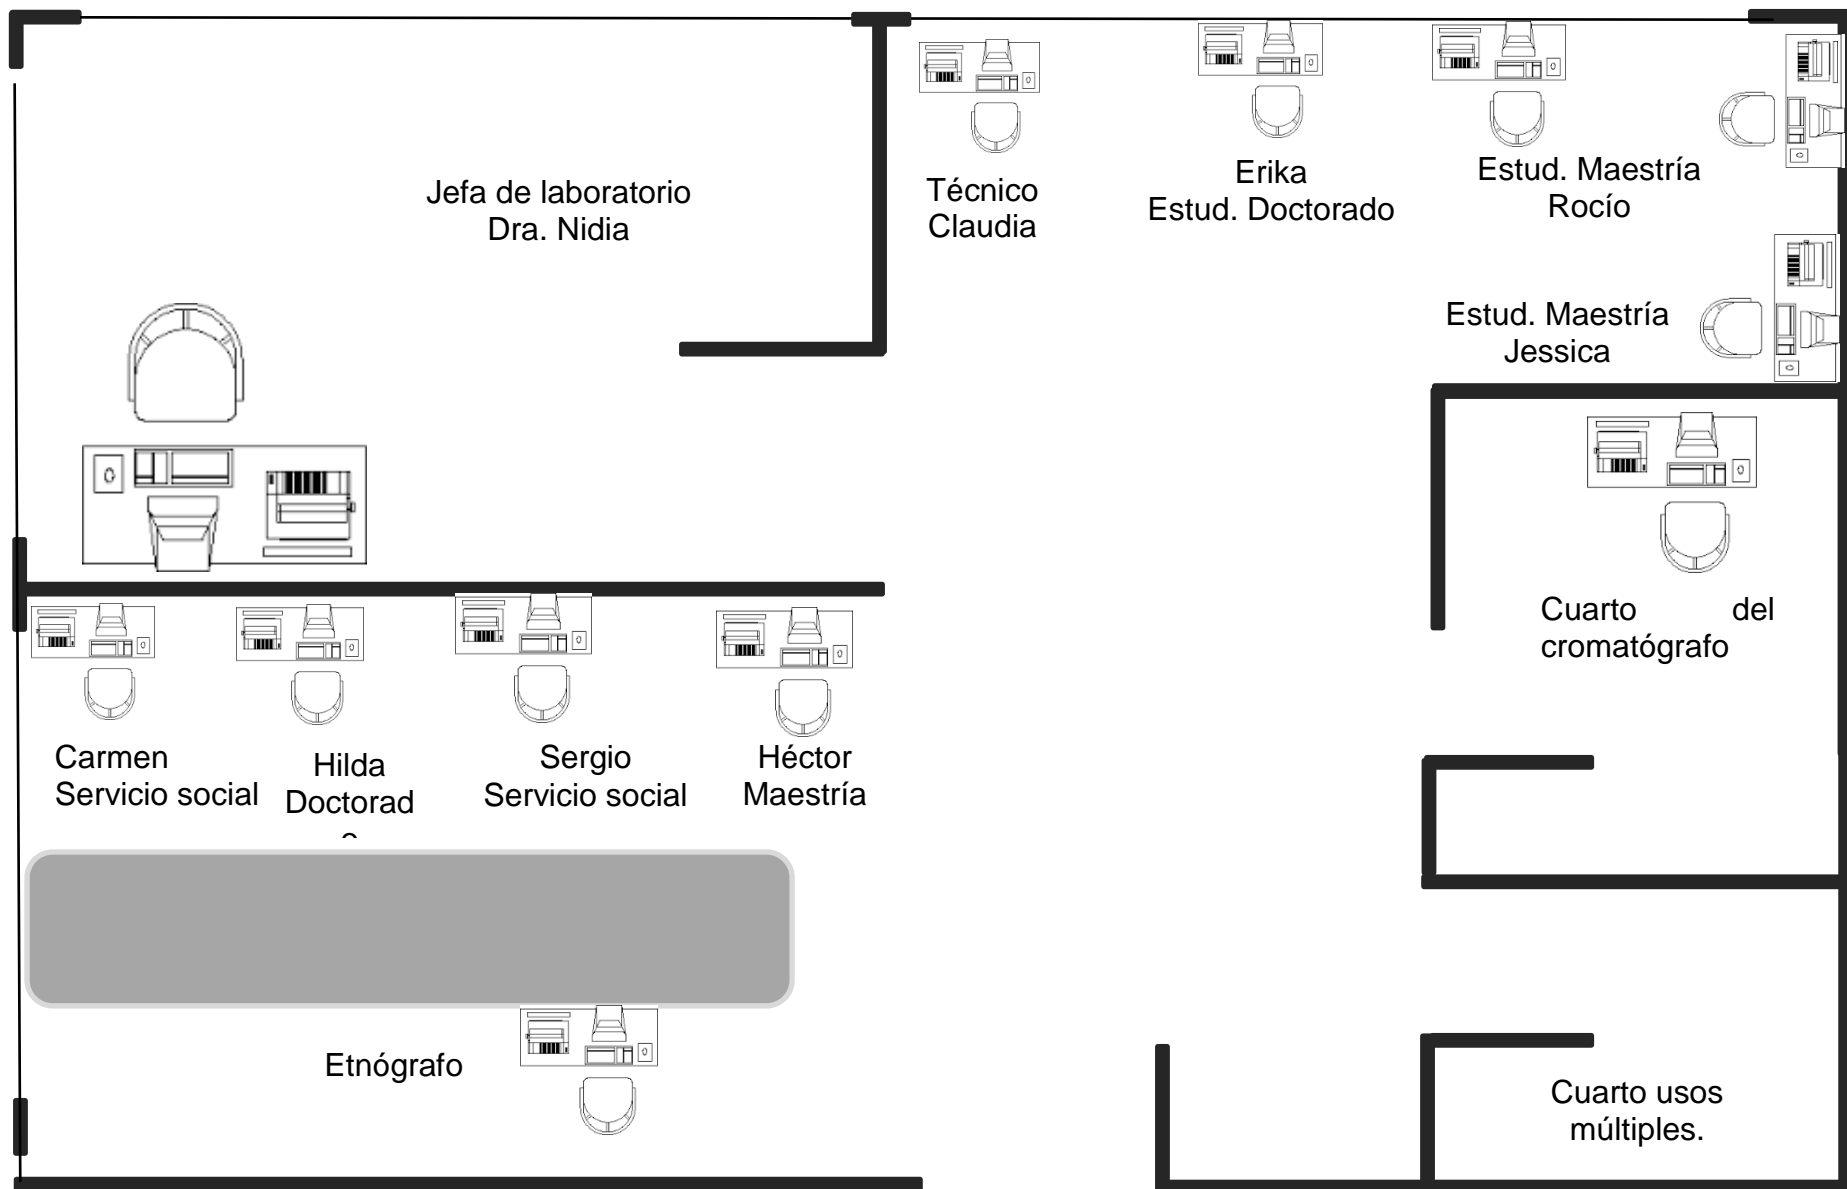 Jefa de laboratorio
Dra. Nidia
Técnico
Claudia
Erika
Estud. Doctorado
Estud. Maestría
Rocío
Estud. Maestría
Jessica
Cuarto del
cromatógrafo
Carmen
Servicio social
Hilda
Doctorad
o
Sergio
Servicio social
Héctor
Maestría
Etnógrafo
Cuarto usos
múltiples.